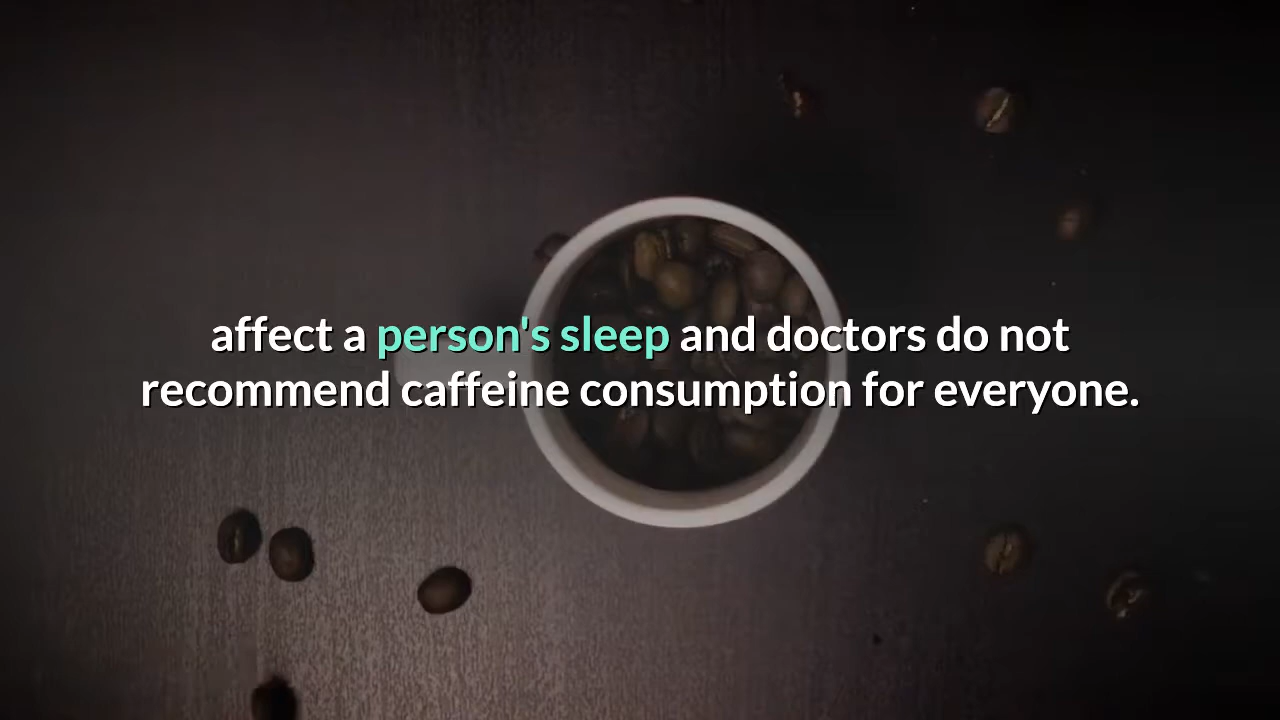 affect a person's sleep and doctors do not
recommend caffeine consumption for everyone.